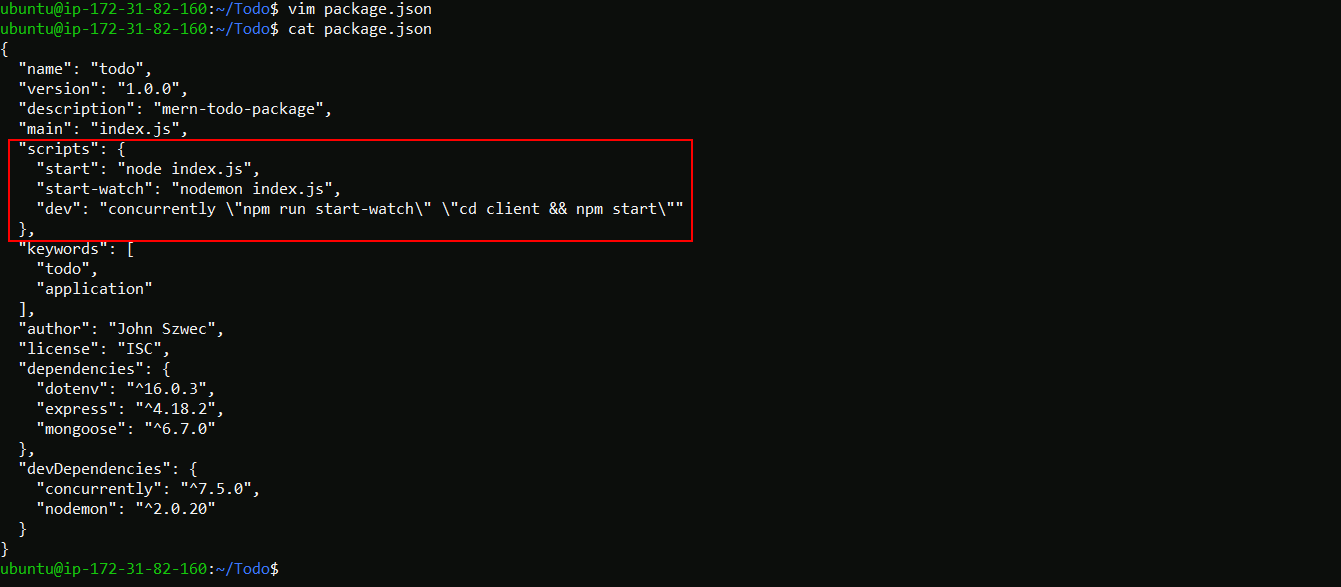 ubuntu@ip-172-31-82-160:~/Todo$ vim package.json
ubuntu@ip-172-31-82-160:~/Todo$ cat package.json
{
  "name": "todo",
  "version": "1.0.0",
  "description": "mern-todo-package",
  "main": "index.js",
  "scripts": {
    "start": "node index.js",
    "start-watch": "nodemon index.js",
    "dev": "concurrently \"npm run start-watch\" \"cd client && npm start\""
  },
  "keywords": [
    "todo",
    "application"
  ],
  "author": "John Szwec",
  "license": "ISC",
  "dependencies": {
    "dotenv": "^16.0.3",
    "express": "^4.18.2",
    "mongoose": "^6.7.0"
  },
  "devDependencies": {
    "concurrently": "^7.5.0",
    "nodemon": "^2.0.20"
  }
}
ubuntu@ip-172-31-82-160:~/Todo$